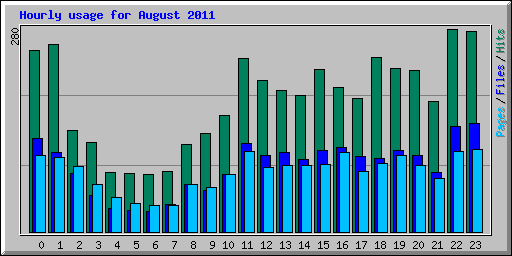 Hourly usage for August 2011
280
Pages/Files/Hits
0 1 2 3 4 5 6 7 8 9 10 11 12 13 14 15 16 17 18 19 20 21 22 23